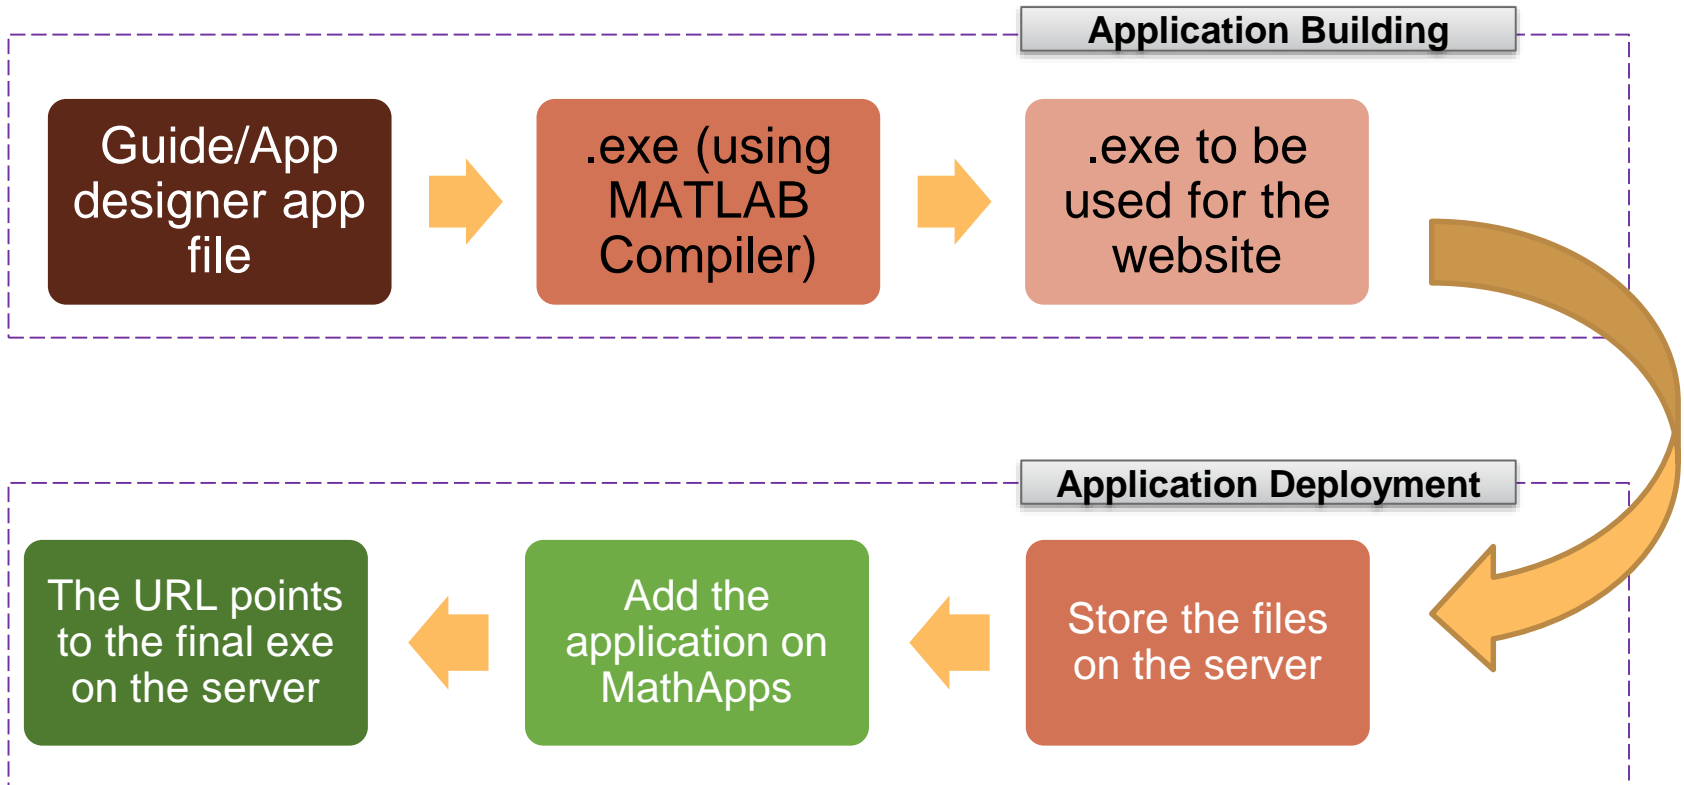 Application Building
Guide/App
designer app
file
.exe (using
MATLAB
Compiler)
.exe to be
used for the
website
Application Deployment
Store the files
on the server
Add the
application on
MathApps
The URL points
to the final exe
on the server